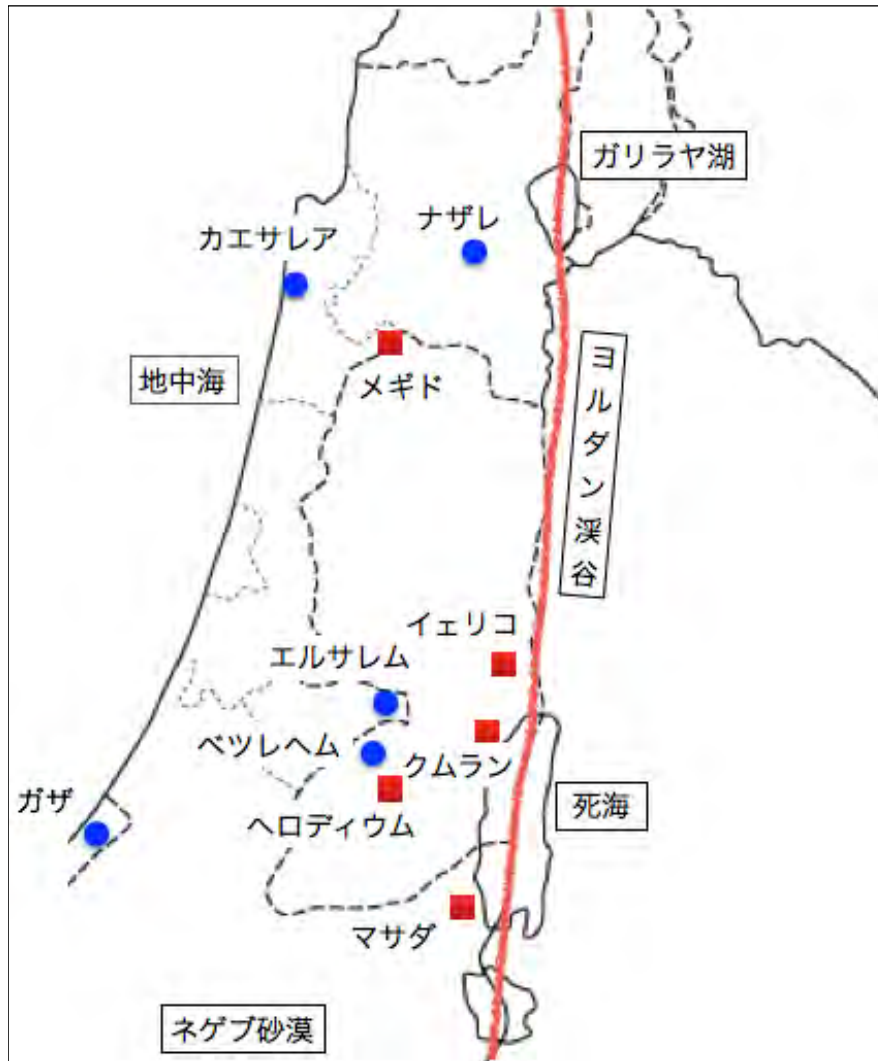 ガリラヤ湖
ナザレ
カエサレア
地中海
メギド
ヨルダン渓谷
イェリコ
エルサレム
ベツレヘム
クムラン
ガザ
死海
ヘロディウム
マサダ
ネゲブ砂漠